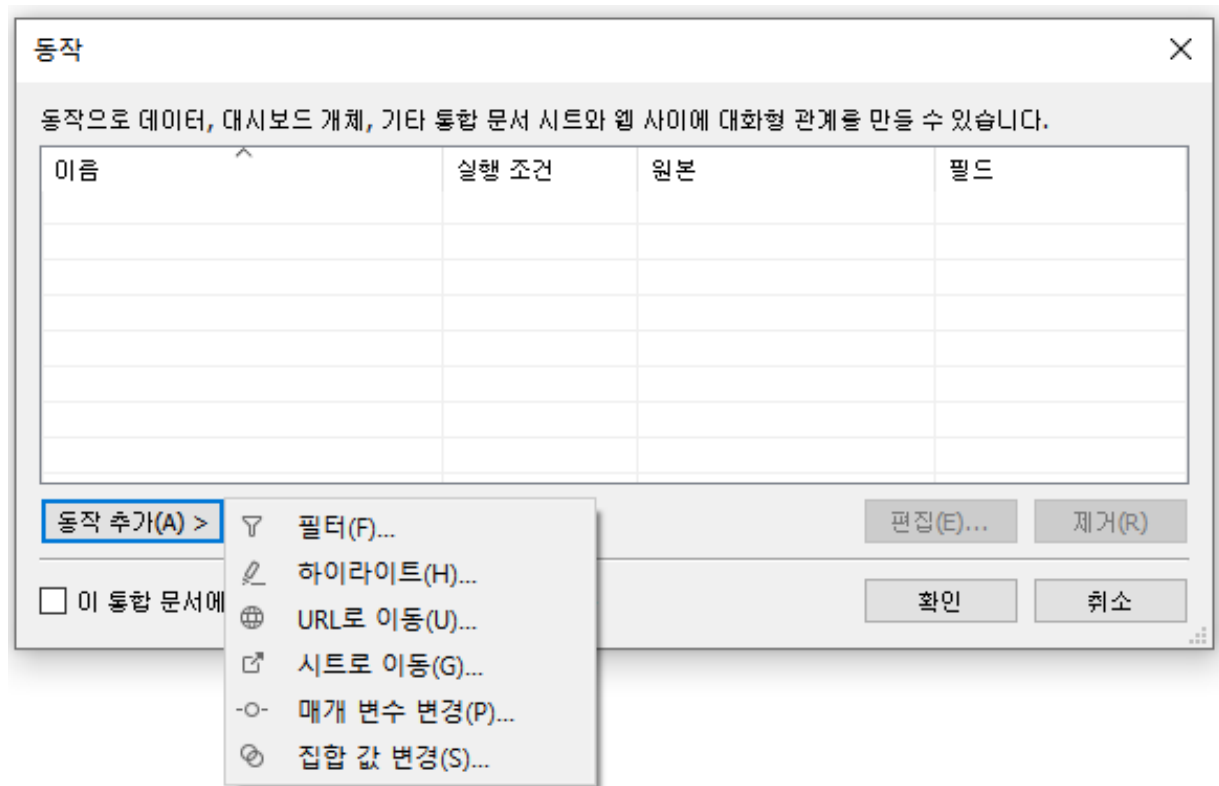 동작
동작으로 데이터, 대시보드 개체, 기타 통합 문서 시트와 웹 사이에 대화형 관계를 만들 수 있습니다.
이름 실행 조건 원본 필드
동작 추가(A) > 편집(E)... 제거(R)
필터(F)...
하이라이트(H)...
이 통합 문서에 확인 취소
URL로 이동(U)...
시트로 이동(G)...
매개 변수 변경(P)...
집합 값 변경(S)...